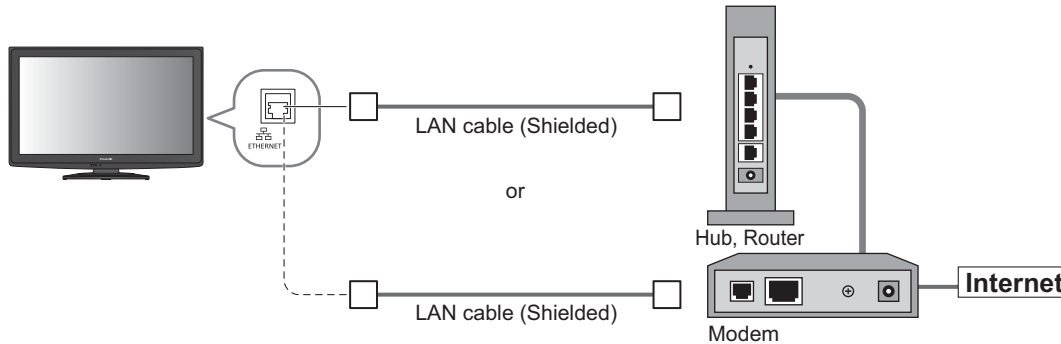 ETHERNET
LAN cable (Shielded)
or
Hub, Router
LAN cable (Shielded)
Internet
Modem